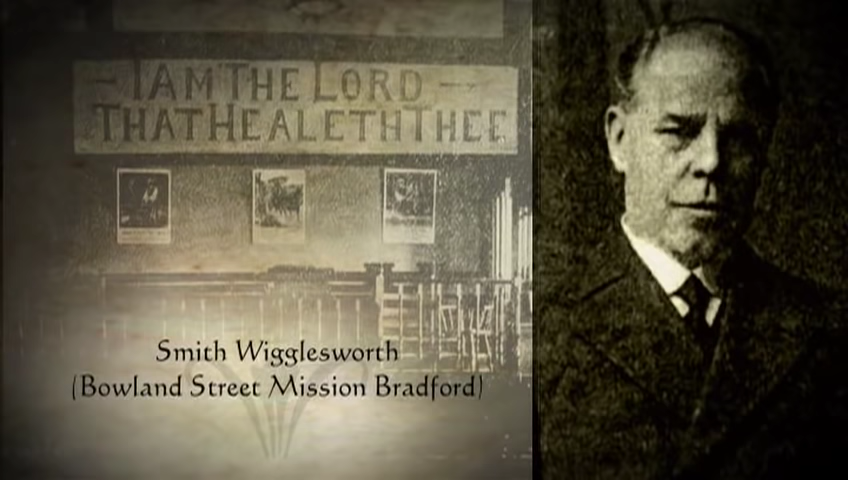 - I AM THE LORD -
THAT HEALETH THEE
Smith Wigglesworth
(Bowland Street Mission Bradford)